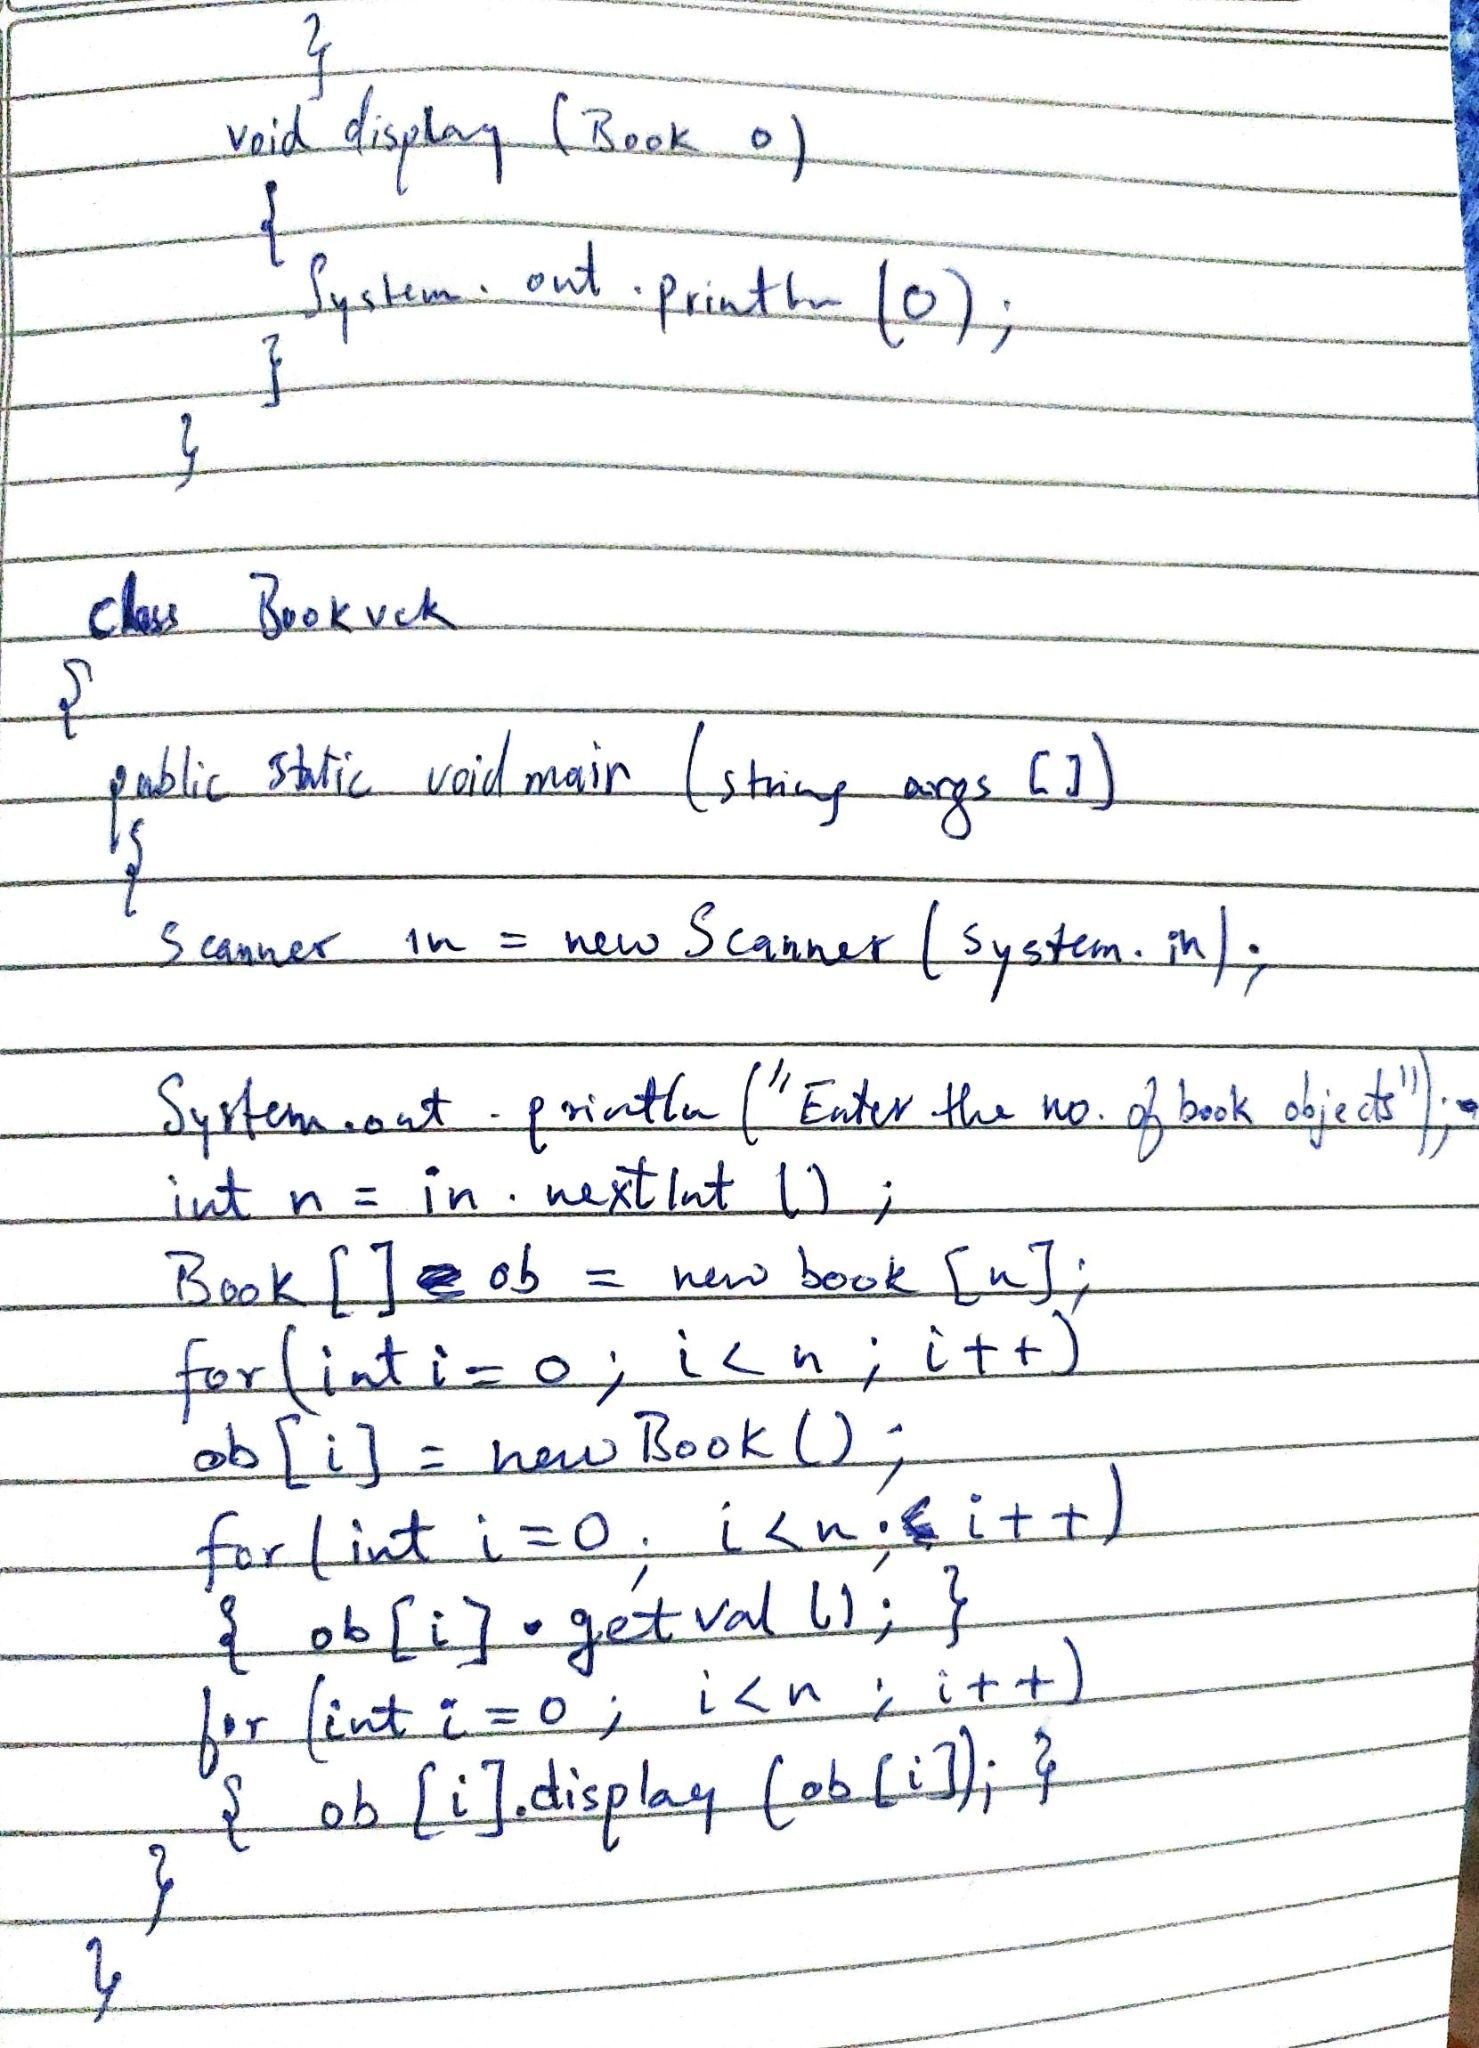 }
void display (Book o)
{
System.out.println (o);
}
}
class Bookvck
{
public static void main (string args [])
{
Scanner in = new Scanner (system.in);
System.out.println ("Enter the no. of book objects");
int n = in.nextInt ();
Book [] ob = new book [n];
for (int i = 0; i < n; i++)
ob [i] = new Book ();
for (int i = 0; i < n; i++)
{ ob [i].getval (); }
for (int i = 0; i < n; i++)
{ ob [i].display (ob [i]); }
}
}